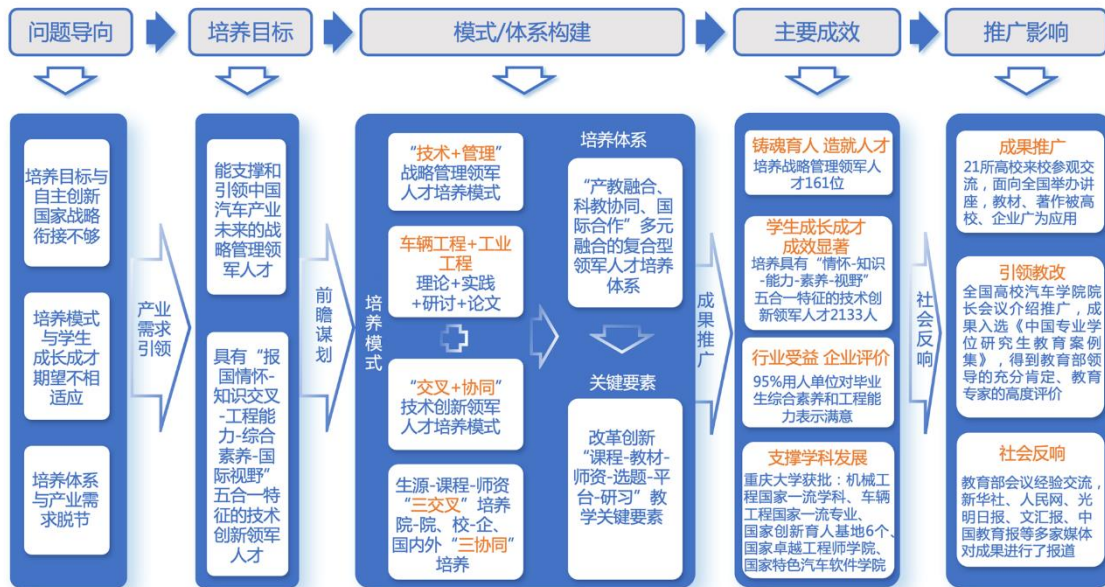 问题导向
培养目标
模式/体系构建
主要成效
推广影响
培养目标与
自主创新
国家战略
衔接不够
培养模式
与学生
成长成才
期望不相
适应
培养体系
与产业需
求脱节
产业
需求
引领
能支撑和
引领中国
汽车产业
未来的战
略管理领
军人才
具有“报
国情怀-
知识交叉
-工程能
力-综合
素养-国
际视野”
五合一特
征的技术
创新领军
人才
前瞻谋划
培养模式
“技术+管理”
战略管理领军
人才培养模式
车辆工程+工业
工程
理论+实践
+研讨+论文
“交叉+协同”
技术创新领军
人才培养模式
生源-课程-师资
“三交叉”培养
院-院、校-企、
国内外“三协同”
培养
培养体系
“产教融合、
科教协同、国
际合作”多元
融合的复合型
领军人才培养
体系
关键要素
改革创新
“课程-教材-
师资-选题-平
台-研习”教
学关键要素
成果推广
铸魂育人 造就人才
培养战略管理领军人
才161位
学生成长成才
成效显著
培养具有“情怀-知识
-能力-素养-视野”
五合一特征的技术创
新领军人才2133人
行业受益 企业评价
95%用人单位对毕业
生综合素养和工程能
力表示满意
支撑学科发展
重庆大学获批：机械工
程国家一流学科、车辆
工程国家一流专业、
国家创新育人基地6个、
国家卓越工程师学院、
国家特色汽车软件学院
社会反响
成果推广
21所高校来校参观交
流，面向全国举办讲
座，教材、著作被高
校、企业广为应用
引领教改
全国高校汽车学院院
长会议介绍推广，成
果入选《中国专业学
位研究生教育案例
集》，得到教育部领
导的充分肯定、教育
专家的高度评价
社会反响
教育部会议经验交流，
新华社、人民网、光
明日报、文汇报、中
国教育报等多家媒体
对成果进行了报道